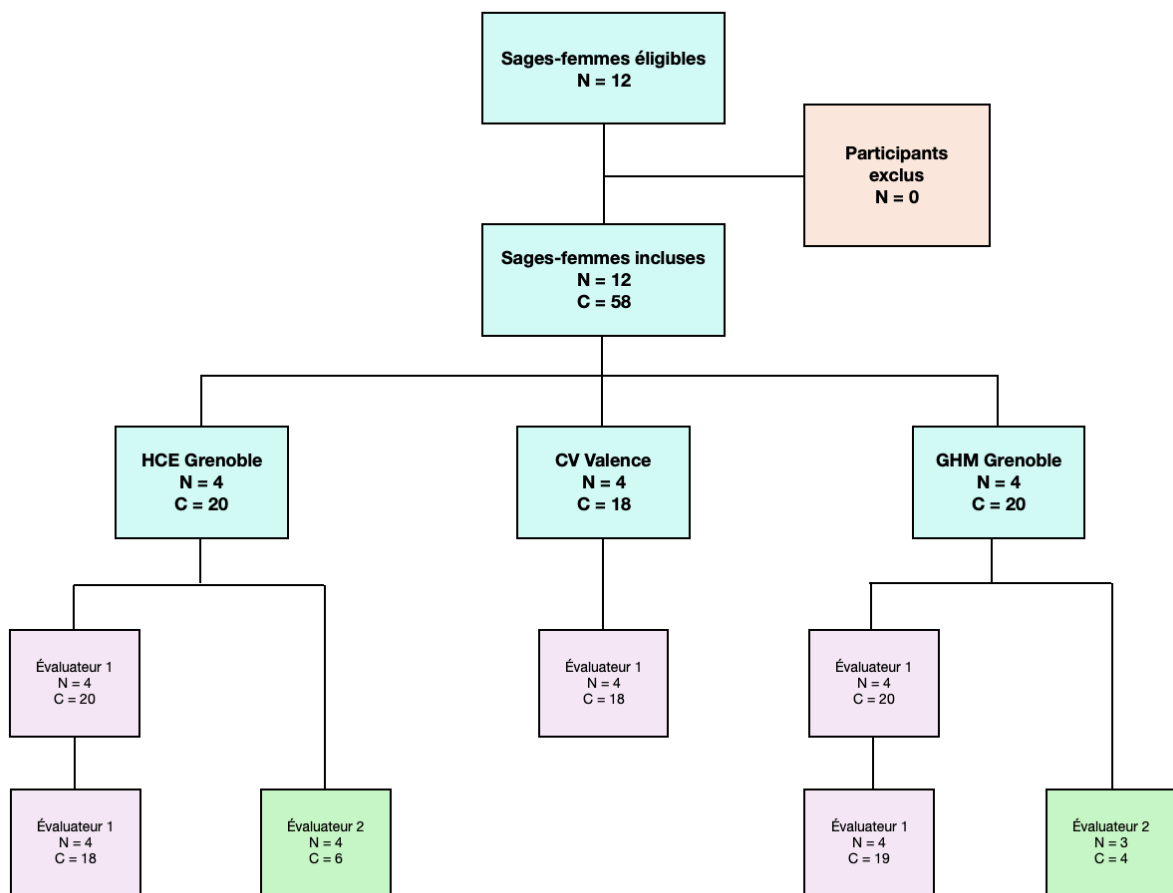 Sages-femmes éligibles
N = 12
Participants
exclus
N = 0
Sages-femmes incluses
N = 12
C = 58
HCE Grenoble
N = 4
C = 20
CV Valence
N = 4
C = 18
GHM Grenoble
N = 4
C = 20
Évaluateur 1
N = 4
C = 20
Évaluateur 1
N = 4
C = 18
Évaluateur 1
N = 4
C = 20
Évaluateur 1
N = 4
C = 18
Évaluateur 2
N = 4
C = 6
Évaluateur 1
N = 4
C = 19
Évaluateur 2
N = 3
C = 4